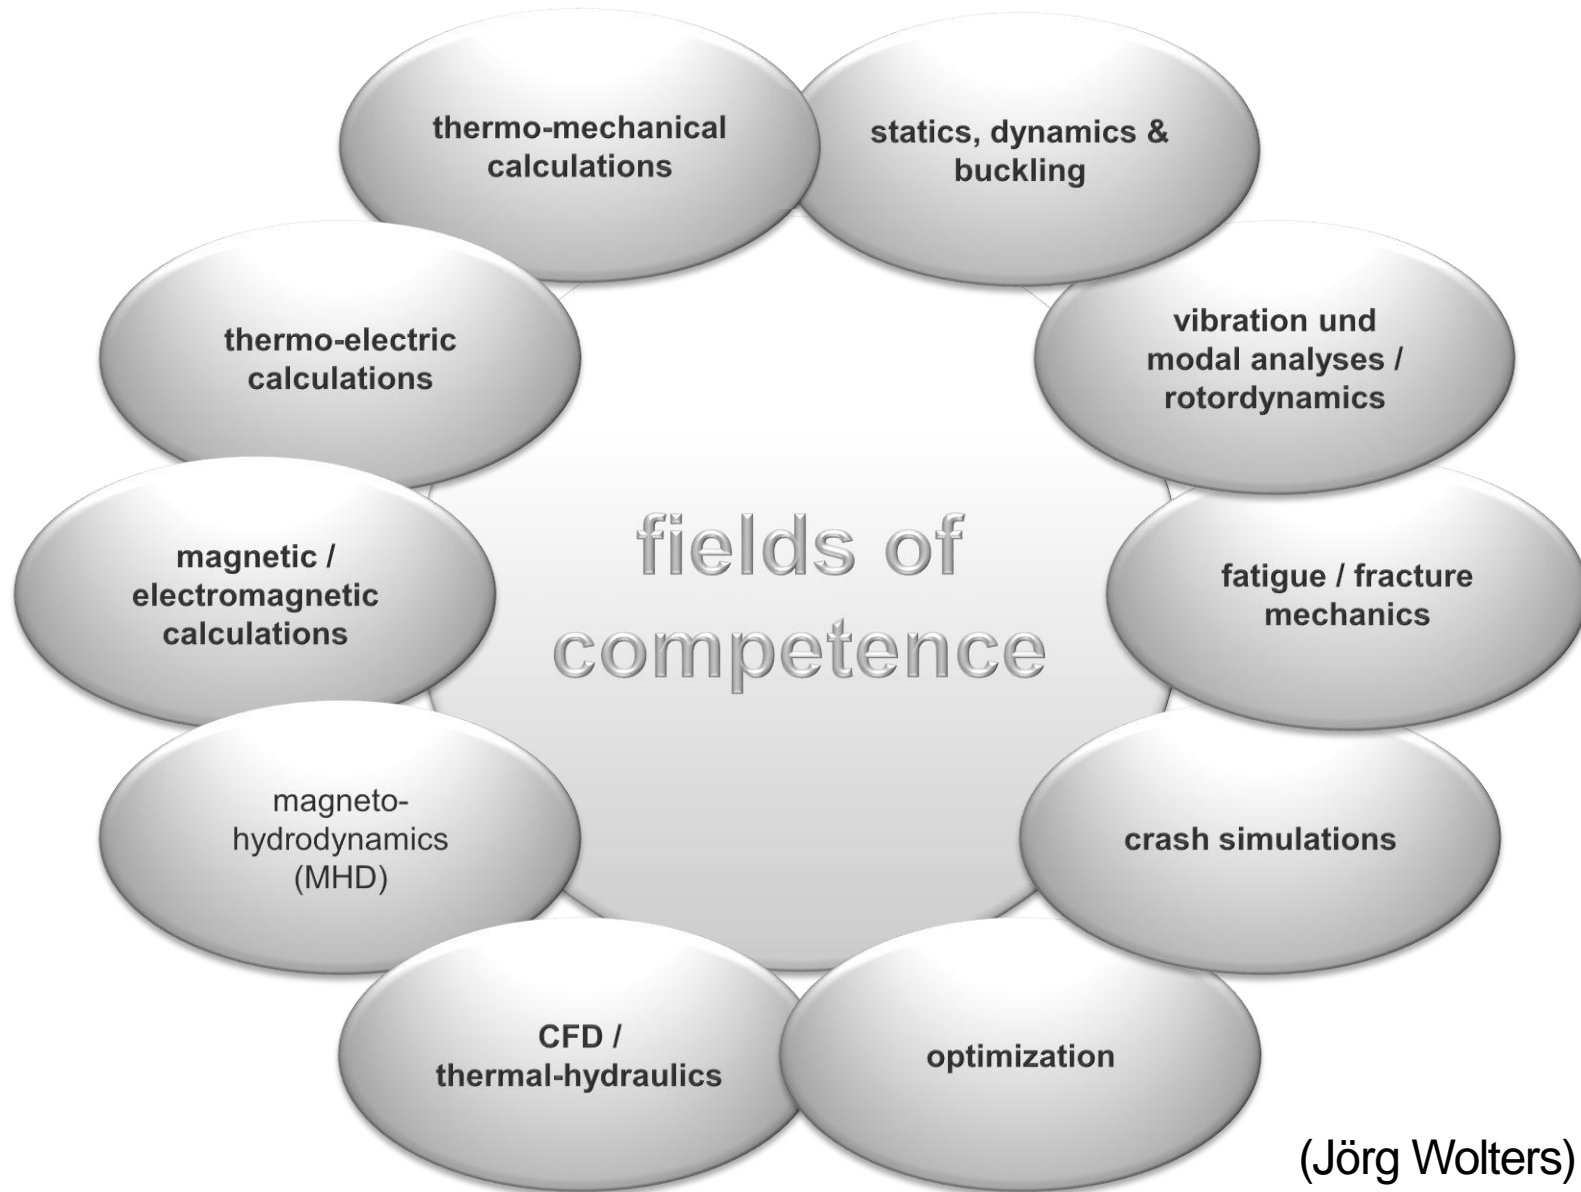 thermo-mechanical
calculations
statics, dynamics &
buckling
thermo-electric
calculations
vibration und
modal analyses /
rotordynamics
magnetic /
electromagnetic
calculations
fields of
competence
fatigue / fracture
mechanics
magneto-
hydrodynamics
(MHD)
crash simulations
CFD /
thermal-hydraulics
optimization
(Jörg Wolters)